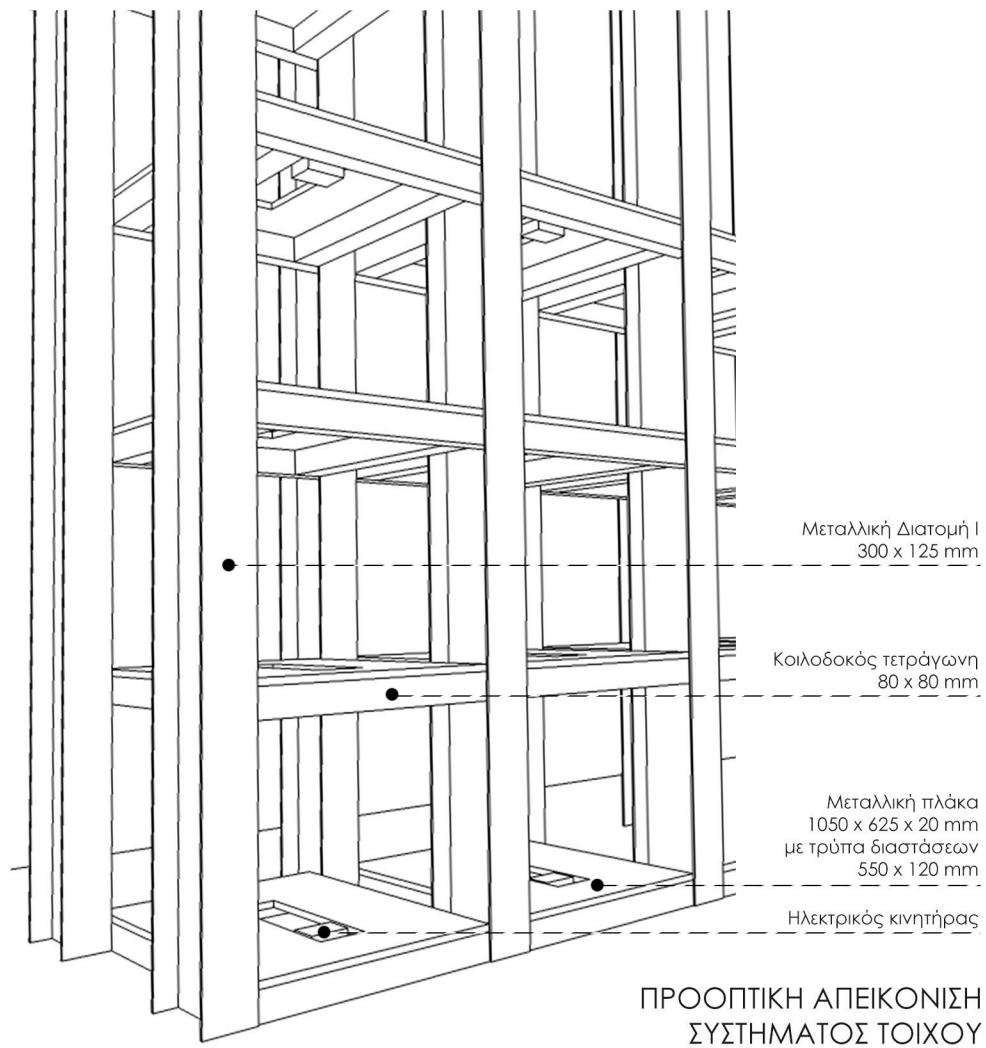 Μεταλλική Διατομή Ι
300 x 125 mm
Κοιλοδοκός τετράγωνη
80 x 80 mm
Μεταλλική πλάκα
1050 x 625 x 20 mm
με τρύπα διαστάσεων
550 x 120 mm
Ηλεκτρικός κινητήρας
ΠΡΟΟΠΤΙΚΗ ΑΠΕΙΚΟΝΙΣΗ
ΣΥΣΤΗΜΑΤΟΣ ΤΟΙΧΟΥ